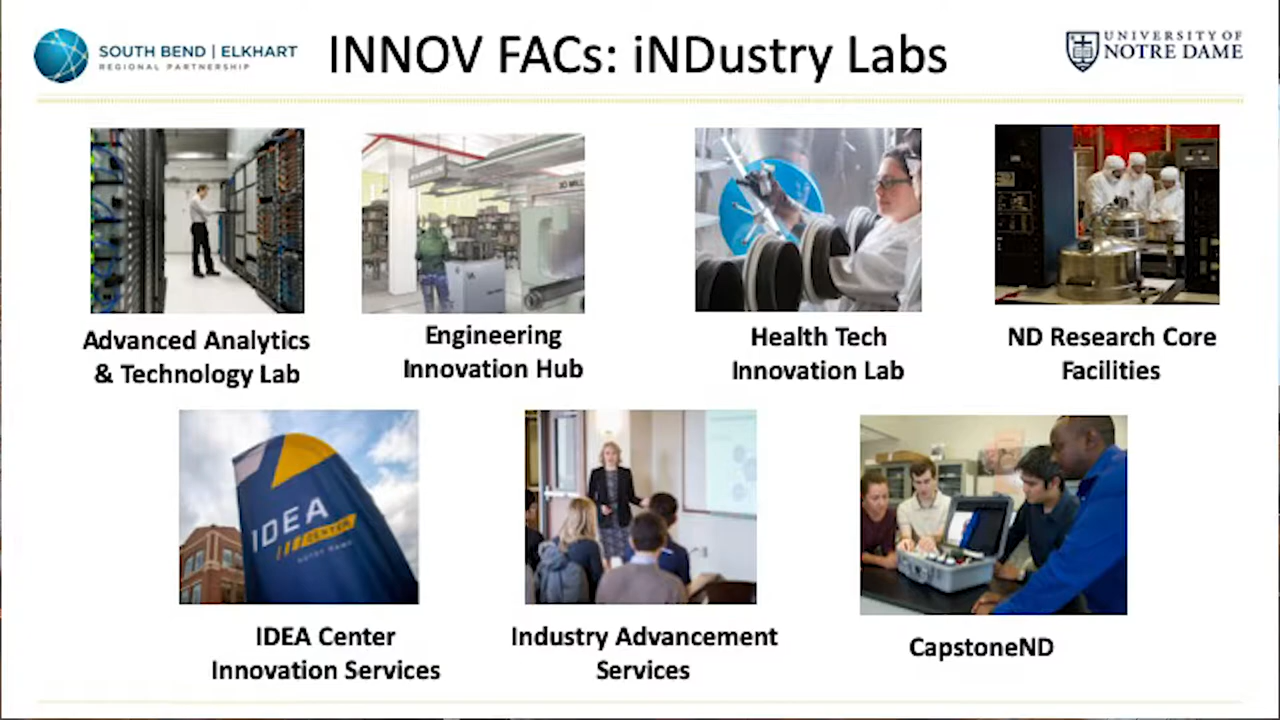 SOUTH BEND | ELKHART
REGIONAL PARTNERSHIP
INNOV FACs: iNDustry Labs
UNIVERSITY OF
NOTRE DAME
Advanced Analytics
& Technology Lab
Engineering
Innovation Hub
Health Tech
Innovation Lab
ND Research Core
Facilities
IDEA
CENTER
NOTRE DAME
IDEA Center
Innovation Services
Industry Advancement
Services
CapstoneND